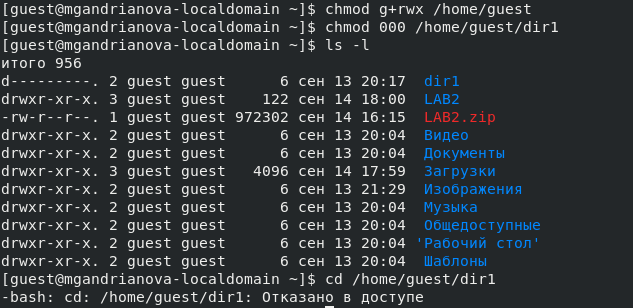 [guest@mgandrianova-localdomain ~]$ chmod g+rwx /home/guest
[guest@mgandrianova-localdomain ~]$ chmod 000 /home/guest/dir1
[guest@mgandrianova-localdomain ~]$ ls -l
итого 956
d---------. 2 guest guest      6 сен 13 20:17  dir1
drwxr-xr-x. 3 guest guest    122 сен 14 18:00  LAB2
-rw-r--r--. 1 guest guest 972302 сен 14 16:15  LAB2.zip
drwxr-xr-x. 2 guest guest      6 сен 13 20:04  Видео
drwxr-xr-x. 2 guest guest      6 сен 13 20:04  Документы
drwxr-xr-x. 3 guest guest   4096 сен 14 17:59  Загрузки
drwxr-xr-x. 2 guest guest      6 сен 13 21:29  Изображения
drwxr-xr-x. 2 guest guest      6 сен 13 20:04  Музыка
drwxr-xr-x. 2 guest guest      6 сен 13 20:04  Общедоступные
drwxr-xr-x. 2 guest guest      6 сен 13 20:04 'Рабочий стол'
drwxr-xr-x. 2 guest guest      6 сен 13 20:04  Шаблоны
[guest@mgandrianova-localdomain ~]$ cd /home/guest/dir1
-bash: cd: /home/guest/dir1: Отказано в доступе